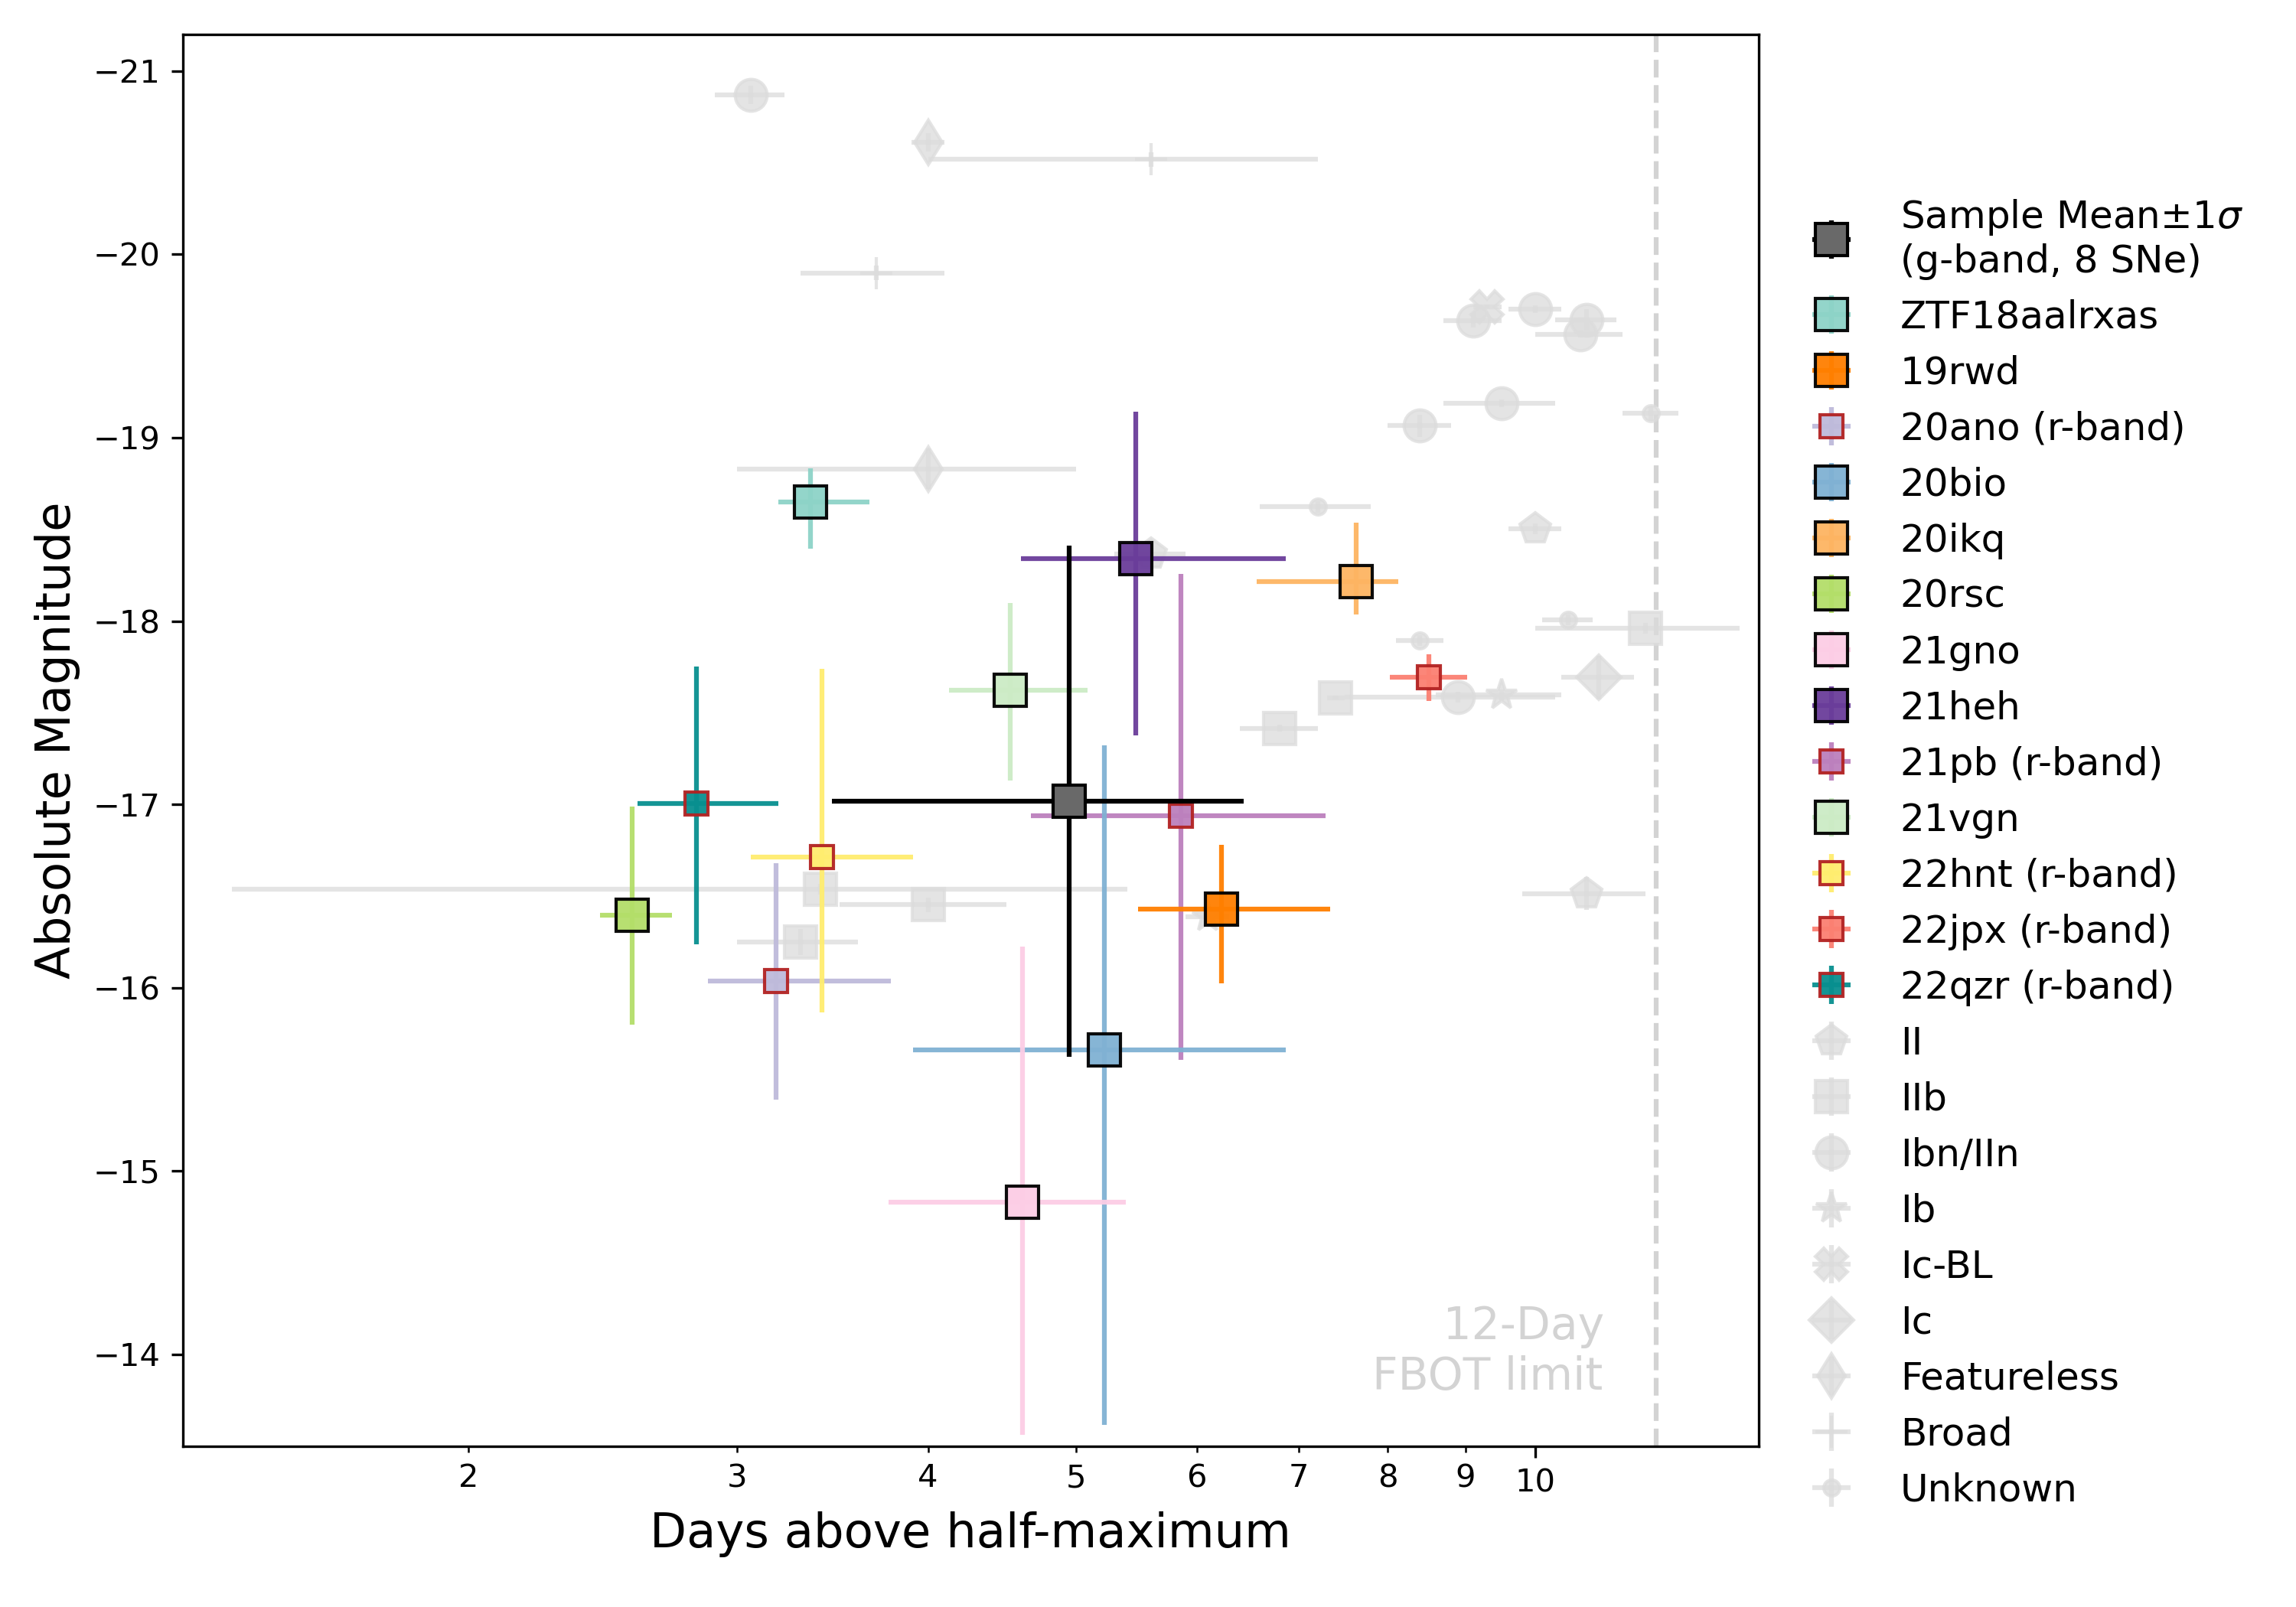 −21
−20
−19
−18
−17
−16
−15
−14
Absolute Magnitude
2
3
4
5
6
7
8
9
10
Days above half-maximum
12-Day
FBOT limit
Sample Mean±1σ
(g-band, 8 SNe)
ZTF18aalrxas
19rwd
20ano (r-band)
20bio
20ikq
20rsc
21gno
21heh
21pb (r-band)
21vgn
22hnt (r-band)
22jpx (r-band)
22qzr (r-band)
II
IIb
Ibn/IIn
Ib
Ic-BL
Ic
Featureless
Broad
Unknown